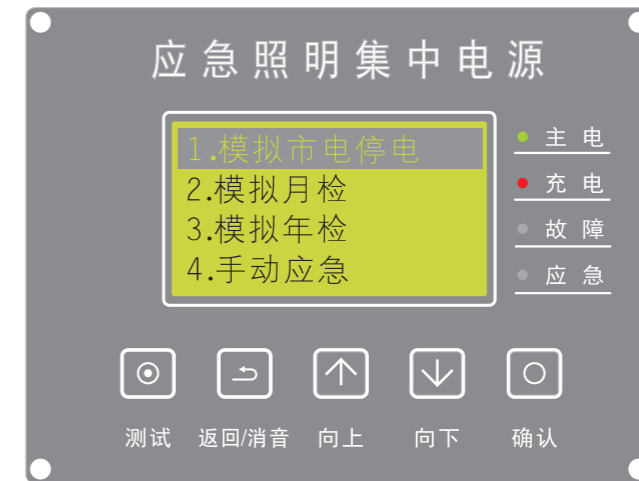 应急照明集中电源
1.模拟市电停电
2.模拟月检
3.模拟年检
4.手动应急
主电
充电
故障
应急
测试 返回/消音 向上 向下 确认